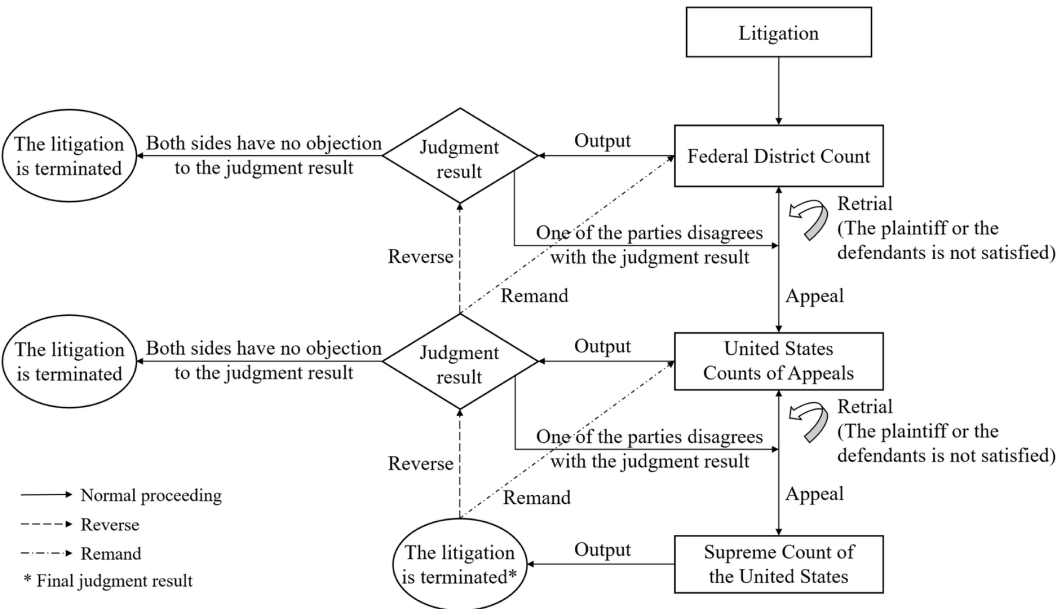 Litigation
The litigation
is terminated
Both sides have no objection
to the judgment result
Judgment
result
Output
Federal District Count
Retrial
(The plaintiff or the
defendants is not satisfied)
One of the parties disagrees
with the judgment result
Reverse
Remand
Appeal
The litigation
is terminated
Both sides have no objection
to the judgment result
Judgment
result
Output
United States
Counts of Appeals
Retrial
(The plaintiff or the
defendants is not satisfied)
One of the parties disagrees
with the judgment result
Reverse
Remand
Appeal
Normal proceeding
Reverse
Remand
* Final judgment result
The litigation
is terminated*
Output
Supreme Count of
the United States